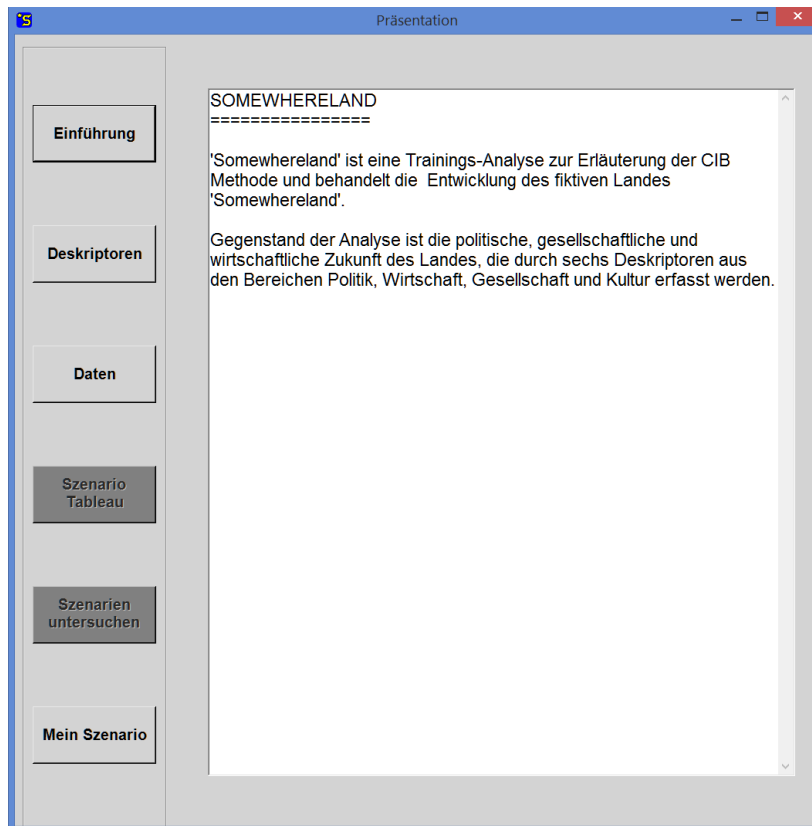 Präsentation
Einführung
Deskriptoren
Daten
Szenario
Tableau
Szenarien
untersuchen
Mein Szenario
SOMEWHERELAND
================
'Somewhereland' ist eine Trainings-Analyse zur Erläuterung der CIB
Methode und behandelt die  Entwicklung des fiktiven Landes
'Somewhereland'.
Gegenstand der Analyse ist die politische, gesellschaftliche und
wirtschaftliche Zukunft des Landes, die durch sechs Deskriptoren aus
den Bereichen Politik, Wirtschaft, Gesellschaft und Kultur erfasst werden.